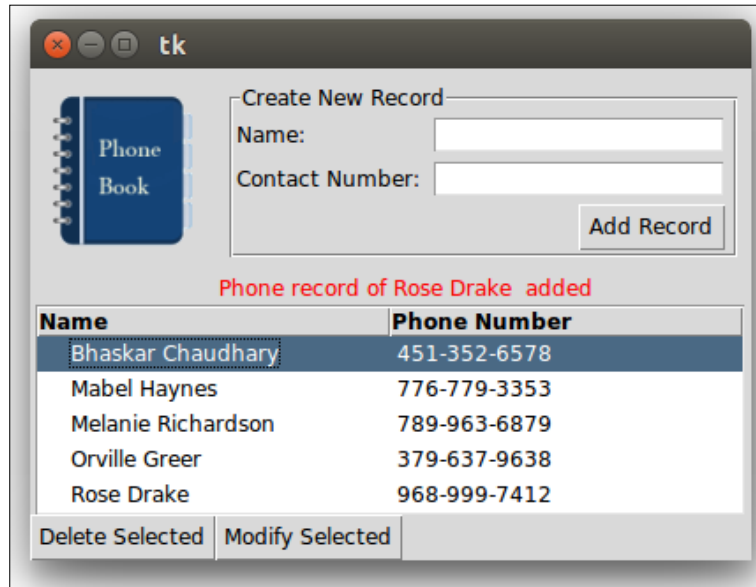 tk
Phone
Book
Create New Record
Name:
Contact Number:
Add Record
Phone record of Rose Drake  added
Name Phone Number
Bhaskar Chaudhary 451-352-6578
Mabel Haynes 776-779-3353
Melanie Richardson 789-963-6879
Orville Greer 379-637-9638
Rose Drake 968-999-7412
Delete Selected Modify Selected